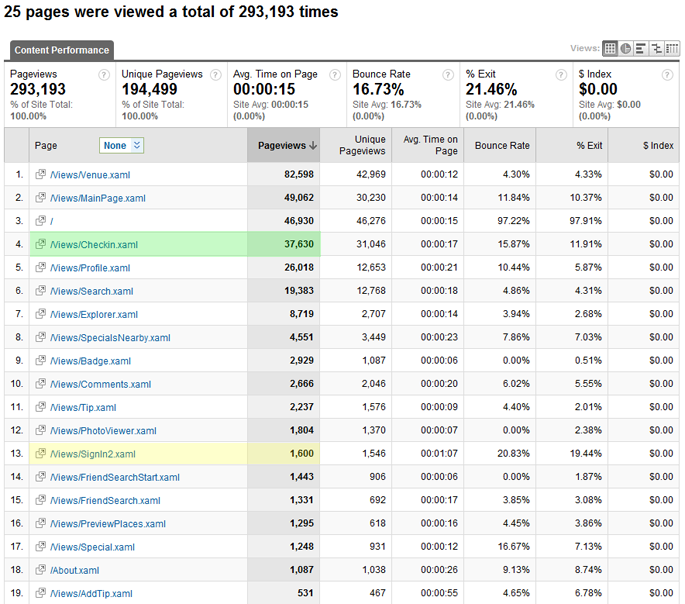 25 pages were viewed a total of 293,193 times
Content Performance
Views:
Pageviews ? Unique Pageviews ? Avg. Time on Page ? Bounce Rate ? % Exit ? $ Index ?
293,193 194,499 00:00:15 16.73% 21.46% $0.00
% of Site Total: % of Site Total: Site Avg: 00:00:15 Site Avg: 16.73% Site Avg: 21.46% Site Avg: $0.00
100.00% 100.00% (0.00%) (0.00%) (0.00%) (0.00%)
Page None Pageviews Unique Pageviews Avg. Time on Page Bounce Rate % Exit $ Index
1. /Views/Venue.xaml 82,598 42,969 00:00:12 4.30% 4.33% $0.00
2. /Views/MainPage.xaml 49,062 30,230 00:00:14 11.84% 10.37% $0.00
3. / 46,930 46,276 00:00:15 97.22% 97.91% $0.00
4. /Views/Checkin.xaml 37,630 31,046 00:00:17 15.87% 11.91% $0.00
5. /Views/Profile.xaml 26,018 12,653 00:00:21 10.44% 5.87% $0.00
6. /Views/Search.xaml 19,383 12,768 00:00:18 4.86% 4.31% $0.00
7. /Views/Explorer.xaml 8,719 2,707 00:00:14 3.94% 2.68% $0.00
8. /Views/SpecialsNearby.xaml 4,551 3,449 00:00:23 7.86% 7.03% $0.00
9. /Views/Badge.xaml 2,929 1,087 00:00:06 0.00% 0.51% $0.00
10. /Views/Comments.xaml 2,666 2,046 00:00:20 6.02% 5.55% $0.00
11. /Views/Tip.xaml 2,237 1,576 00:00:09 4.40% 2.01% $0.00
12. /Views/PhotoViewer.xaml 1,804 1,370 00:00:07 0.00% 2.38% $0.00
13. /Views/SignIn2.xaml 1,600 1,546 00:01:07 20.83% 19.44% $0.00
14. /Views/FriendSearchStart.xaml 1,443 906 00:00:06 0.00% 1.87% $0.00
15. /Views/FriendSearch.xaml 1,331 692 00:00:17 3.85% 3.08% $0.00
16. /Views/PreviewPlaces.xaml 1,295 618 00:00:16 4.45% 3.86% $0.00
17. /Views/Special.xaml 1,248 931 00:00:12 16.67% 7.13% $0.00
18. /About.xaml 1,087 1,038 00:00:26 9.13% 8.74% $0.00
19. /Views/AddTip.xaml 531 467 00:00:55 4.65% 6.78% $0.00